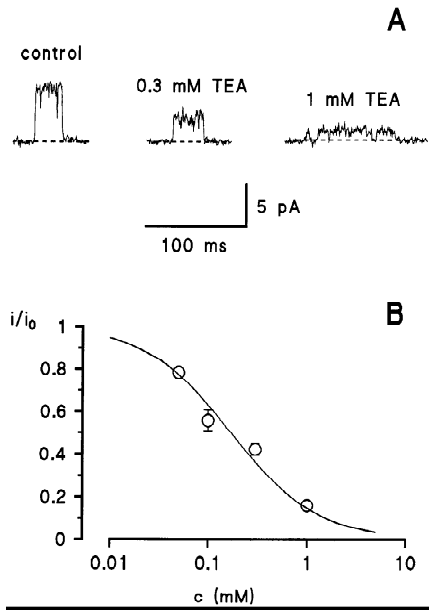 A
control
0.3 mM TEA
1 mM TEA
5 pA
100 ms
B
i/i₀
1
0.8
0.6
0.4
0.2
0
0.01
0.1
1
10
c (mM)